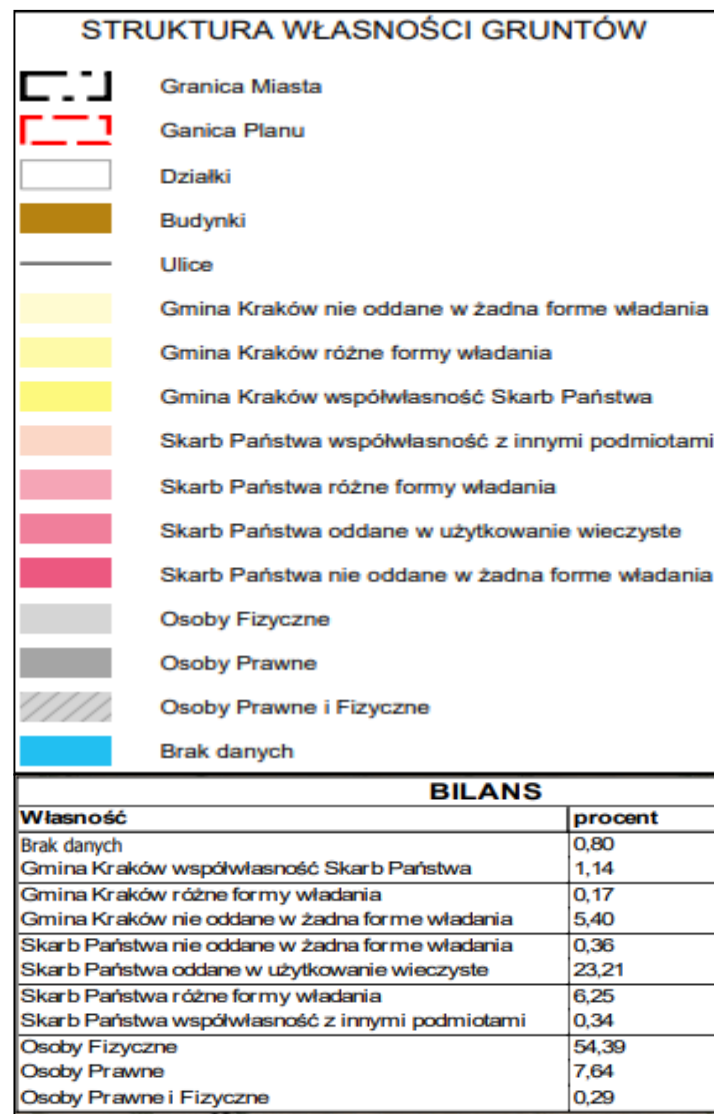 STRUKTURA WŁASNOŚCI GRUNTÓW
Granica Miasta
Ganica Planu
Działki
Budynki
Ulice
Gmina Kraków nie oddane w żadna forme władania
Gmina Kraków różne formy władania
Gmina Kraków współwłasność Skarb Państwa
Skarb Państwa współwłasność z innymi podmiotami
Skarb Państwa różne formy władania
Skarb Państwa oddane w użytkowanie wieczyste
Skarb Państwa nie oddane w żadna forme władania
Osoby Fizyczne
Osoby Prawne
Osoby Prawne i Fizyczne
Brak danych
BILANS
Własność procent
Brak danych 0,80
Gmina Kraków współwłasność Skarb Państwa 1,14
Gmina Kraków różne formy władania 0,17
Gmina Kraków nie oddane w żadna forme władania 5,40
Skarb Państwa nie oddane w żadna forme władania 0,36
Skarb Państwa oddane w użytkowanie wieczyste 23,21
Skarb Państwa różne formy władania 6,25
Skarb Państwa współwłasność z innymi podmiotami 0,34
Osoby Fizyczne 54,39
Osoby Prawne 7,64
Osoby Prawne i Fizyczne 0,29